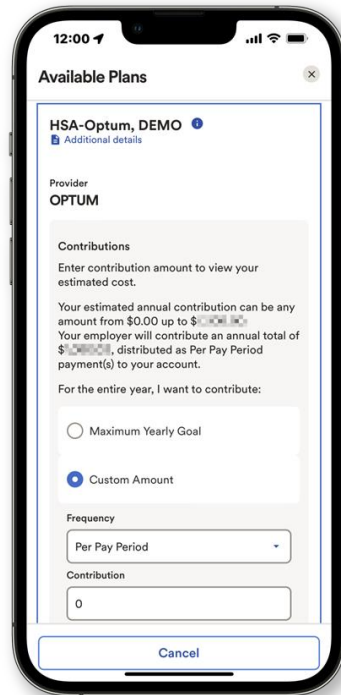 12:00
Available Plans
HSA-Optum, DEMO
Additional details
Provider
OPTUM
Contributions
Enter contribution amount to view your
estimated cost.
Your estimated annual contribution can be any
amount from $0.00 up to $
Your employer will contribute an annual total of
$ , distributed as Per Pay Period
payment(s) to your account.
For the entire year, I want to contribute:
Maximum Yearly Goal
Custom Amount
Frequency
Per Pay Period
Contribution
0
Cancel